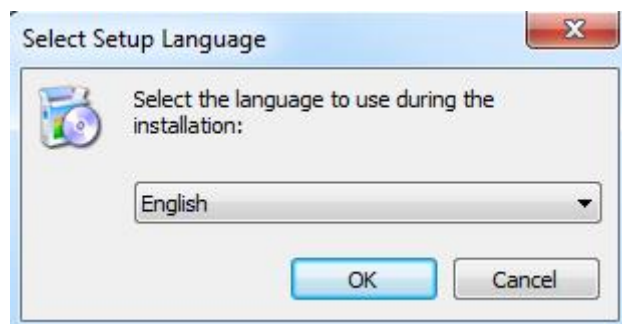 Select Setup Language
Select the language to use during the
installation:
English
OK
Cancel